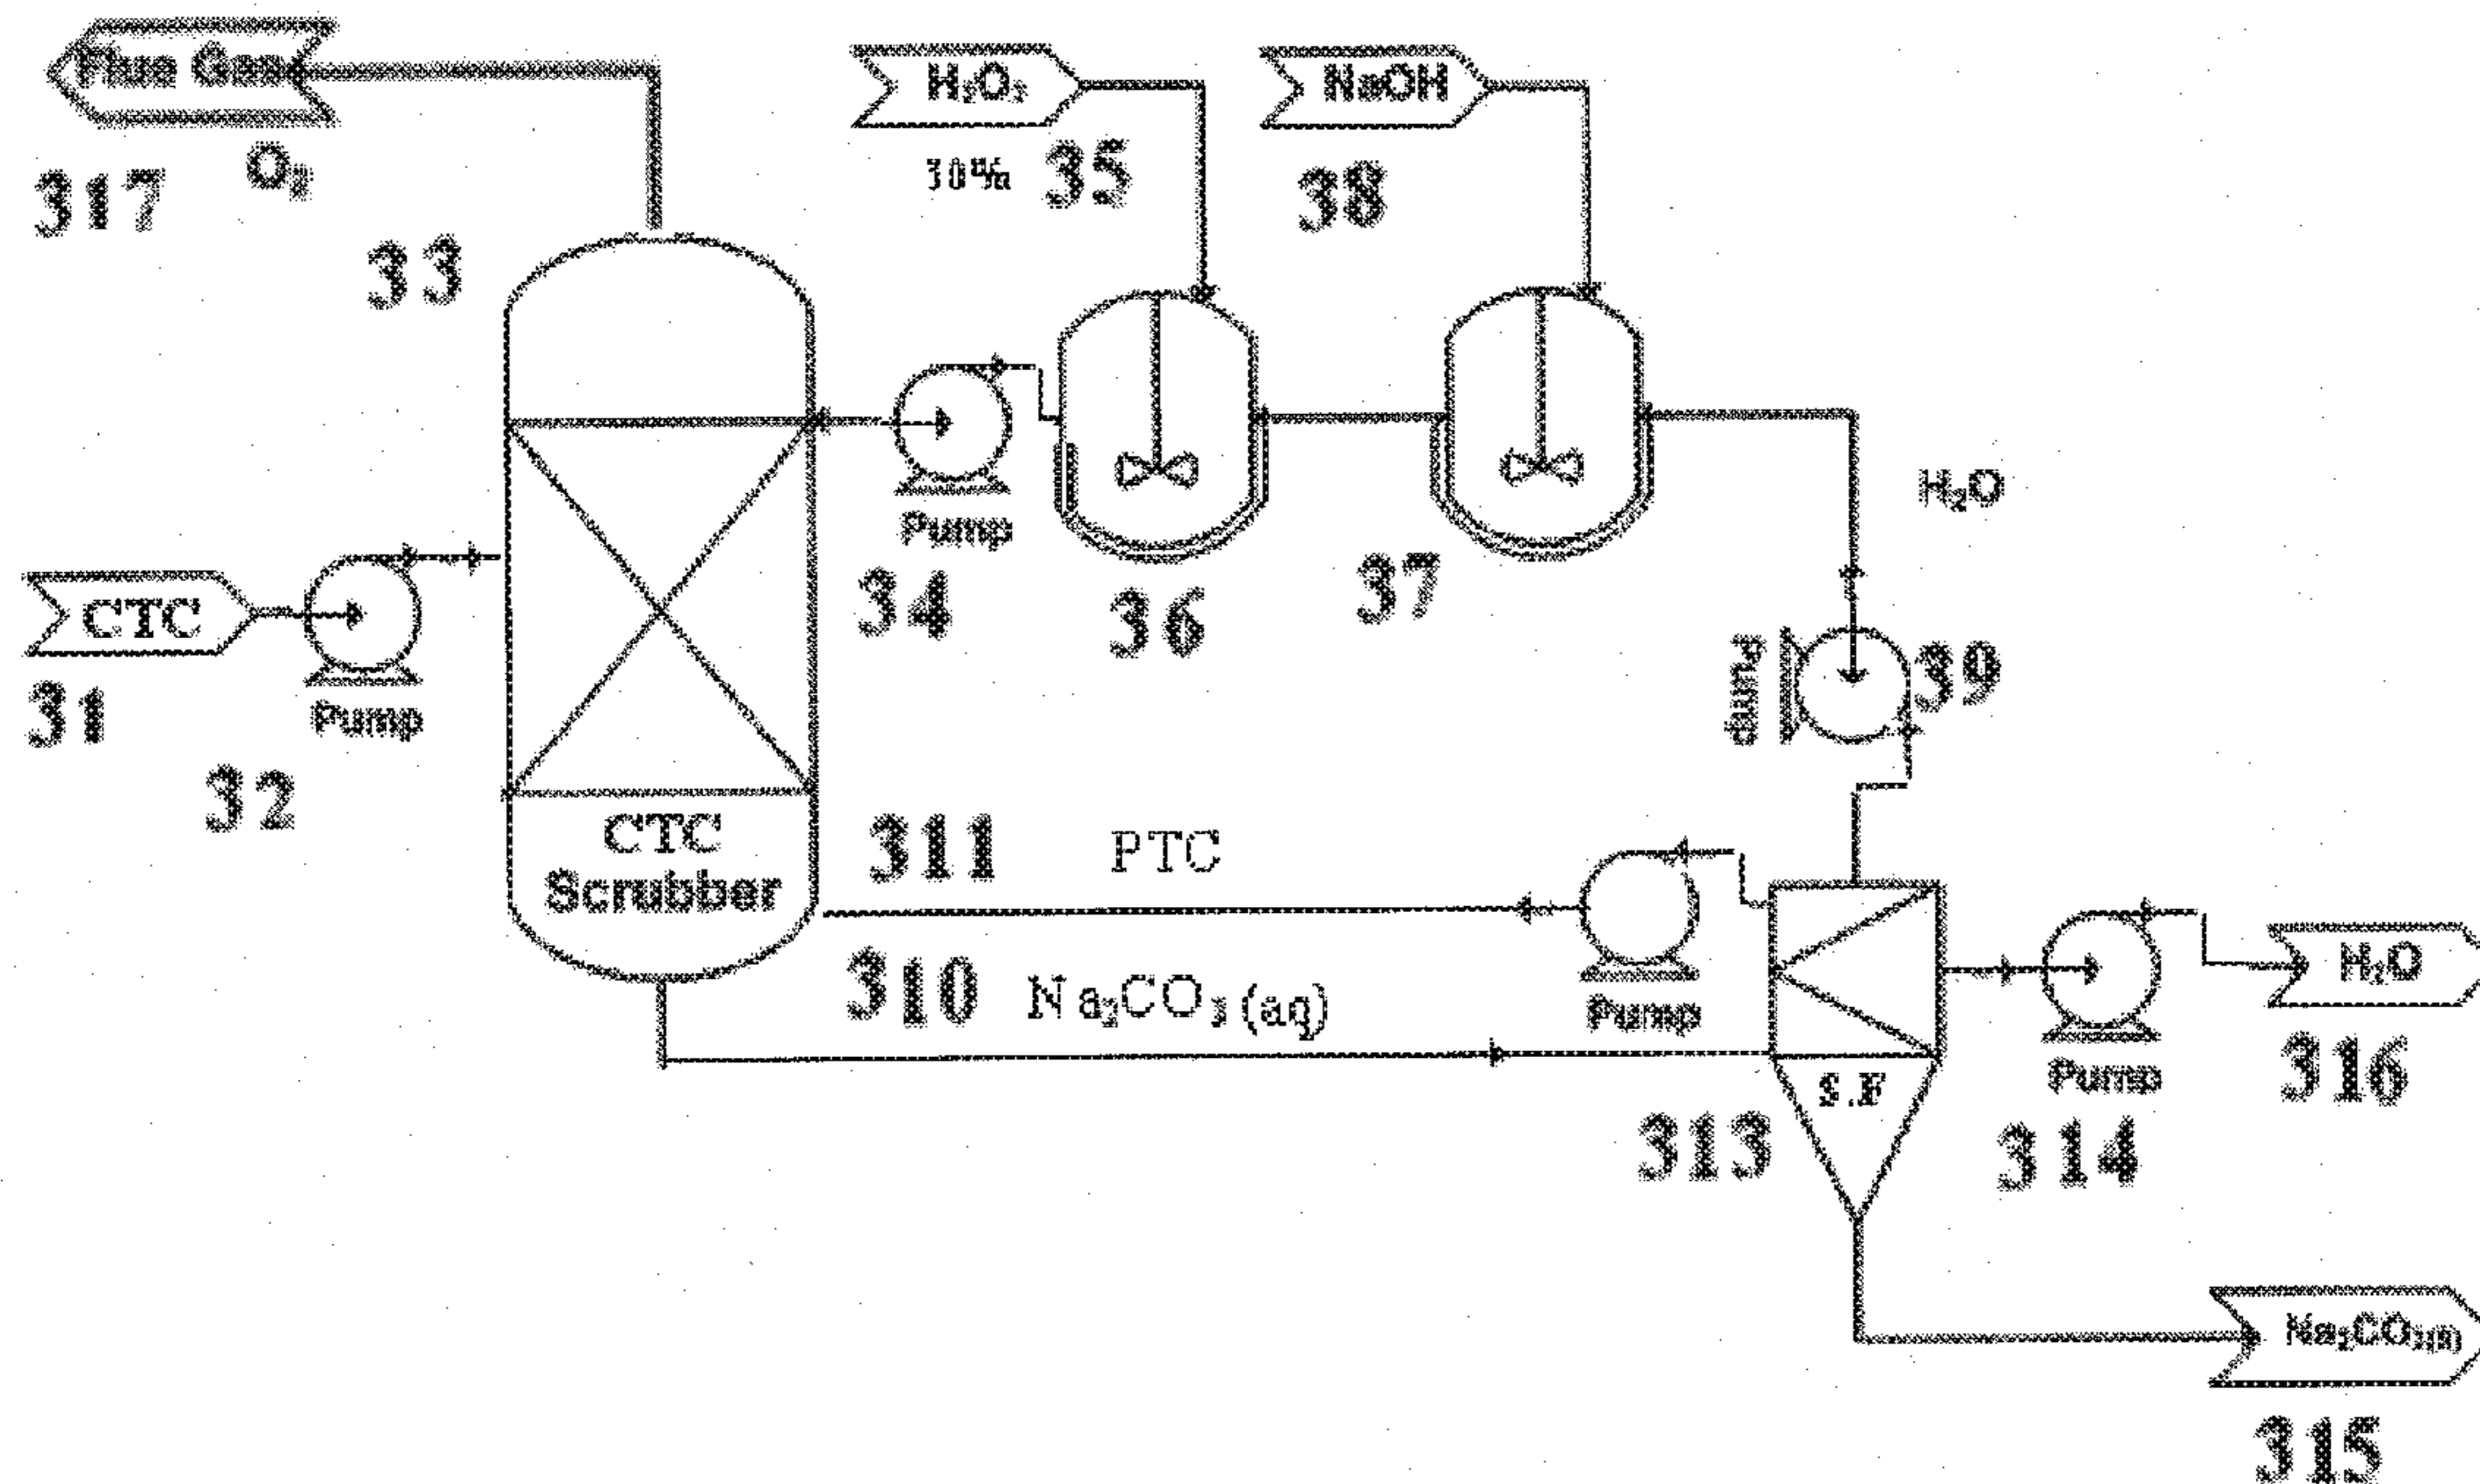 Flue Gas
O₂
317
H₂O₂
30%
35
NaOH
38
33
Pump
34
36
37
H₂O
CTC
31
Pump
32
Pump
39
CTC
Scrubber
311
PTC
310
Na₂CO₃ (aq)
Pump
S.F
313
Pump
314
H₂O
316
Na₂CO₃(s)
315